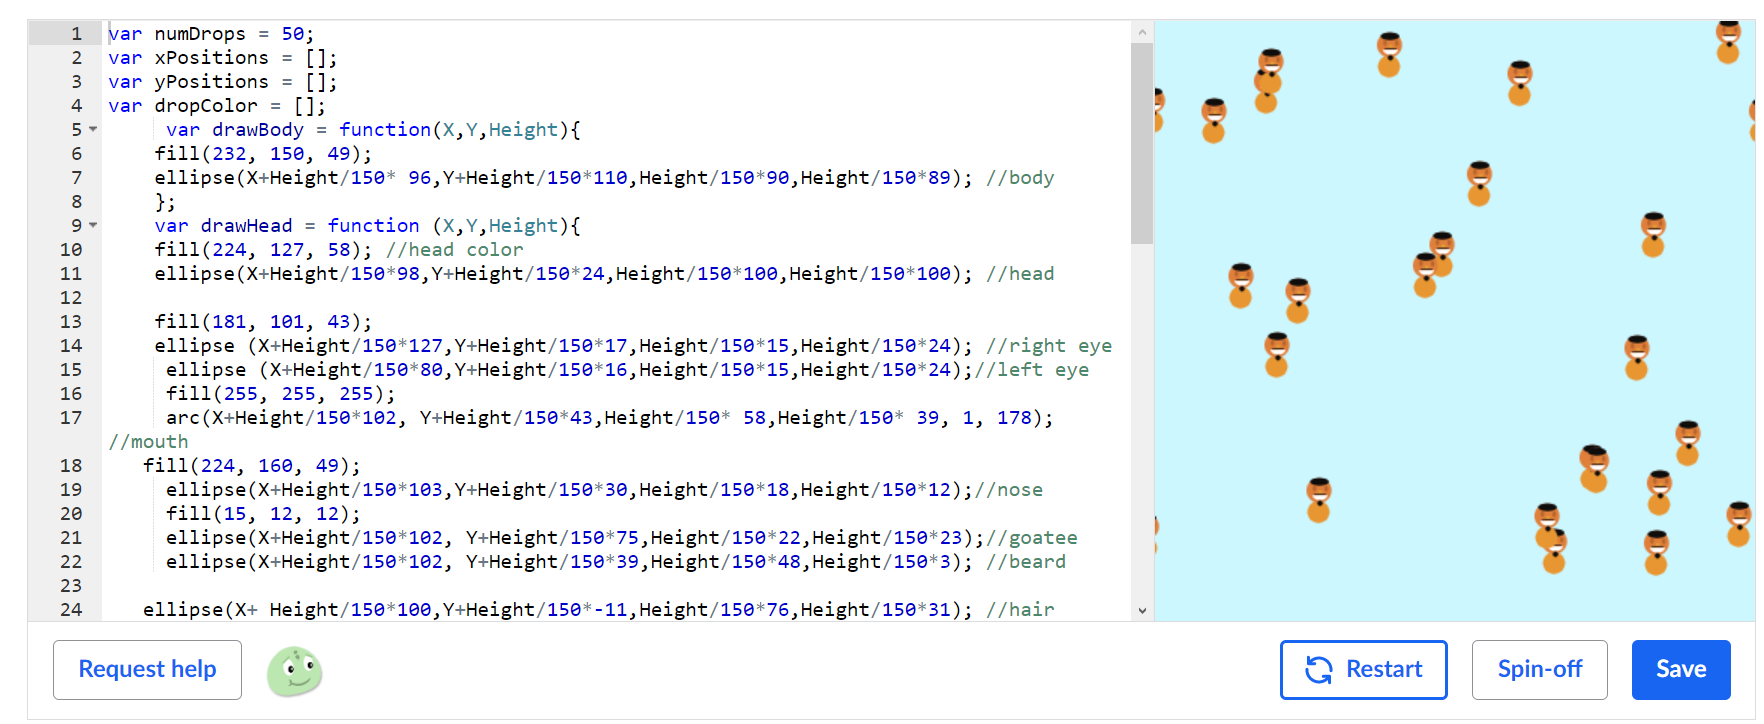 1 var numDrops = 50;
2 var xPositions = [];
3 var yPositions = [];
4 var dropColor = [];
5 var drawBody = function(X,Y,Height){
6 fill(232, 150, 49);
7 ellipse(X+Height/150* 96,Y+Height/150*110,Height/150*90,Height/150*89); //body
8 };
9 var drawHead = function (X,Y,Height){
10 fill(224, 127, 58); //head color
11 ellipse(X+Height/150*98,Y+Height/150*24,Height/150*100,Height/150*100); //head
12
13 fill(181, 101, 43);
14 ellipse (X+Height/150*127,Y+Height/150*17,Height/150*15,Height/150*24); //right eye
15 ellipse (X+Height/150*80,Y+Height/150*16,Height/150*15,Height/150*24);//left eye
16 fill(255, 255, 255);
17 arc(X+Height/150*102, Y+Height/150*43,Height/150* 58,Height/150* 39, 1, 178);
//mouth
18 fill(224, 160, 49);
19 ellipse(X+Height/150*103,Y+Height/150*30,Height/150*18,Height/150*12);//nose
20 fill(15, 12, 12);
21 ellipse(X+Height/150*102, Y+Height/150*75,Height/150*22,Height/150*23);//goatee
22 ellipse(X+Height/150*102, Y+Height/150*39,Height/150*48,Height/150*3); //beard
23
24 ellipse(X+ Height/150*100,Y+Height/150*-11,Height/150*76,Height/150*31); //hair
Request help
Restart
Spin-off
Save